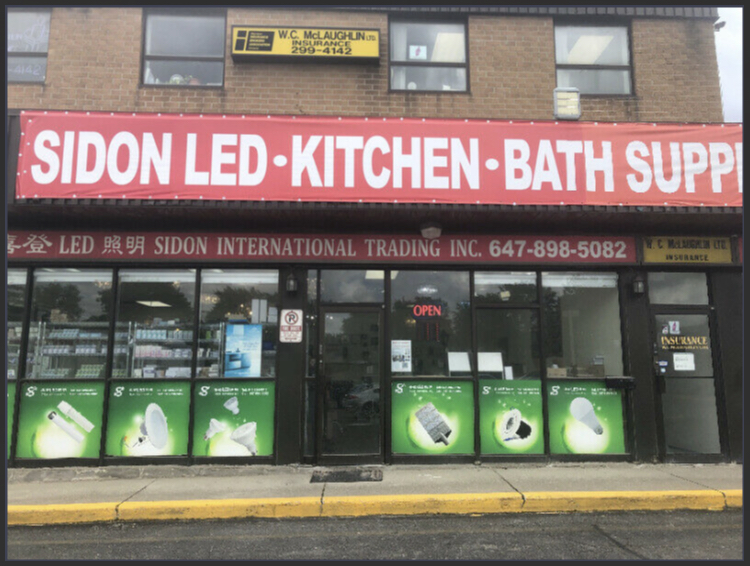 W.C. McLAUGHLIN LTD.
INSURANCE
299-4142
SIDON LED•KITCHEN•BATH SUPP
登 LED 照明 SIDON INTERNATIONAL TRADING INC. 647-898-5082
W. C. McLAUGHLIN LTD.
INSURANCE
OPEN
INSURANCE